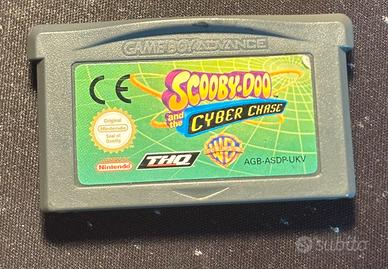 GAME BOY ADVANCE
CE
SCOOBY-DOO
and the
CYBER CHASE
Original
Nintendo
Seal of
Quality
Nintendo
THQ
WB
AGB-ASDP-UKV
subito